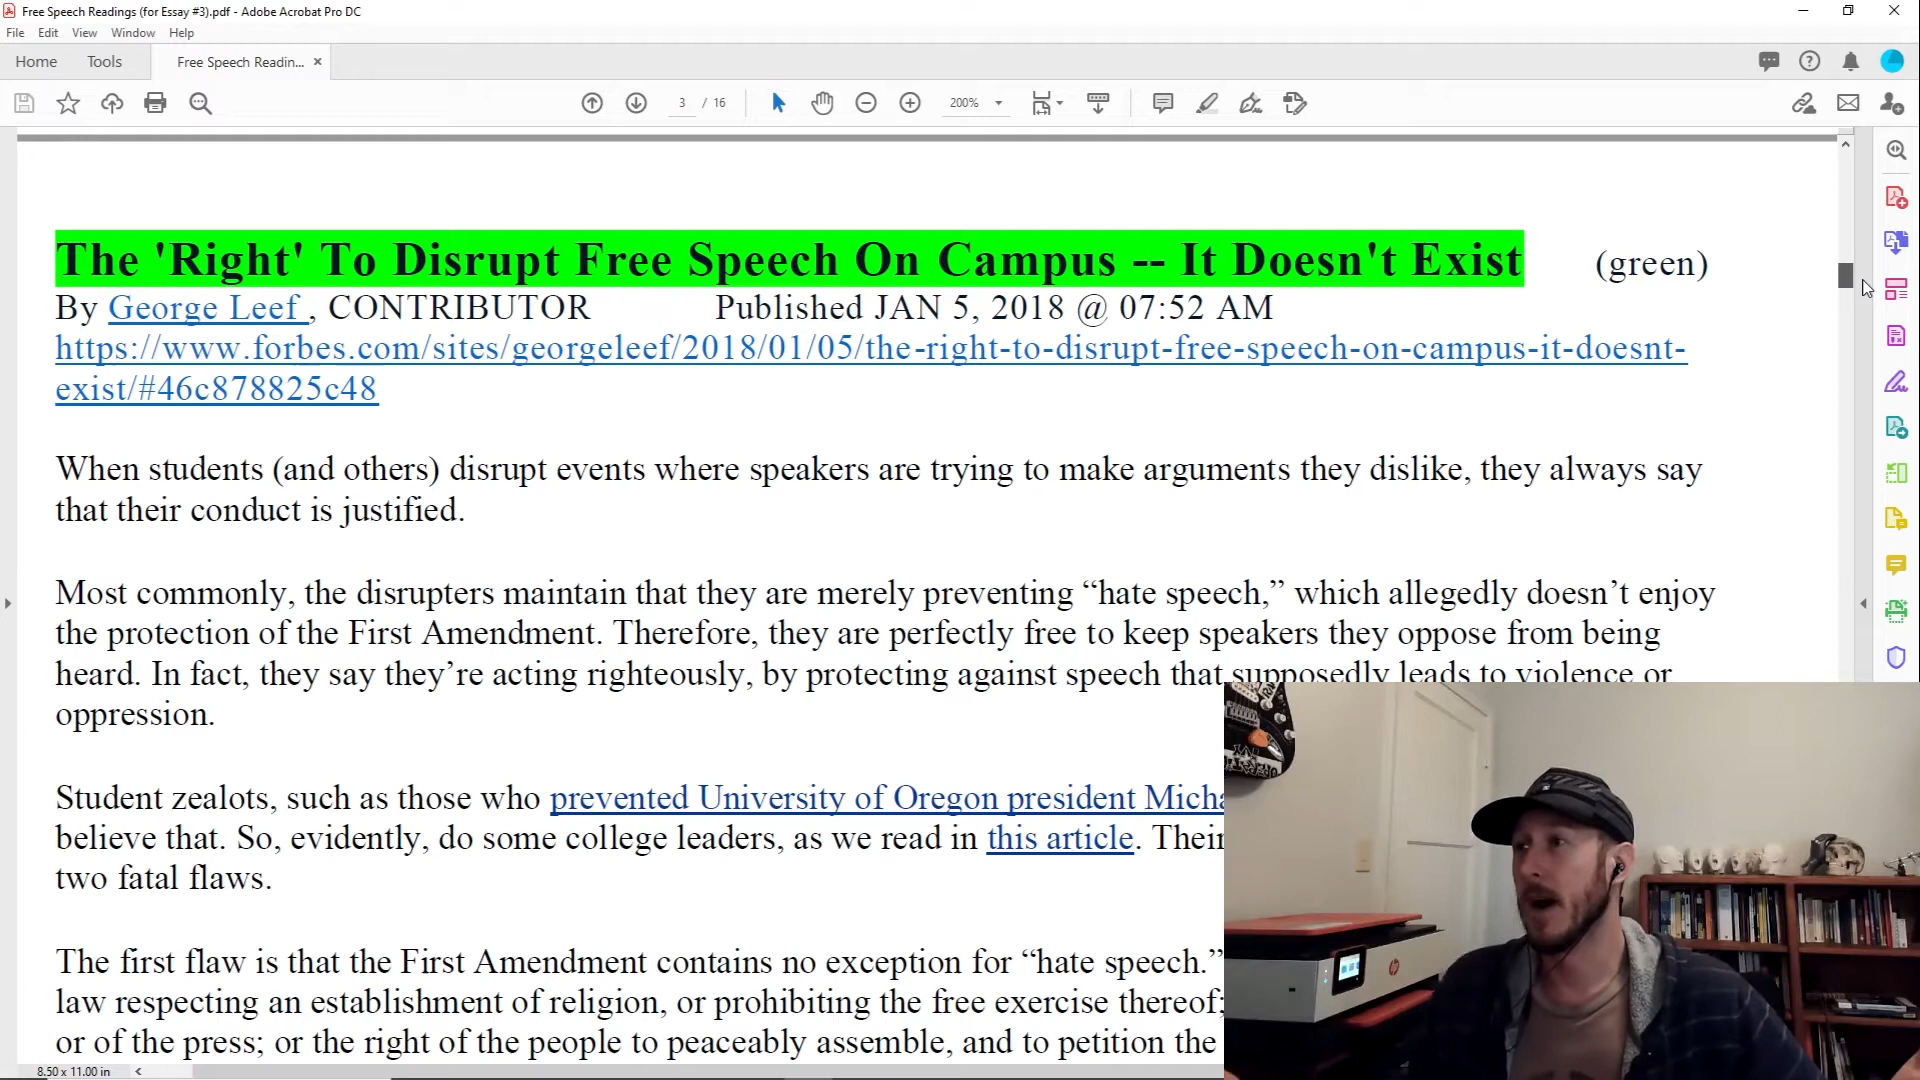 Free Speech Readings (for Essay #3).pdf - Adobe Acrobat Pro DC
File Edit View Window Help
Home Tools Free Speech Readin... ×
3 / 16 200%
The 'Right' To Disrupt Free Speech On Campus -- It Doesn't Exist (green)
By George Leef , CONTRIBUTOR Published JAN 5, 2018 @ 07:52 AM
https://www.forbes.com/sites/georgeleef/2018/01/05/the-right-to-disrupt-free-speech-on-campus-it-doesnt-
exist/#46c878825c48
When students (and others) disrupt events where speakers are trying to make arguments they dislike, they always say
that their conduct is justified.
Most commonly, the disrupters maintain that they are merely preventing “hate speech,” which allegedly doesn’t enjoy
the protection of the First Amendment. Therefore, they are perfectly free to keep speakers they oppose from being
heard. In fact, they say they’re acting righteously, by protecting against speech that supposedly leads to violence or
oppression.
Student zealots, such as those who prevented University of Oregon president Micha
believe that. So, evidently, do some college leaders, as we read in this article. Their
two fatal flaws.
The first flaw is that the First Amendment contains no exception for “hate speech.”
law respecting an establishment of religion, or prohibiting the free exercise thereof;
or of the press; or the right of the people to peaceably assemble, and to petition the
8.50 x 11.00 in
hp